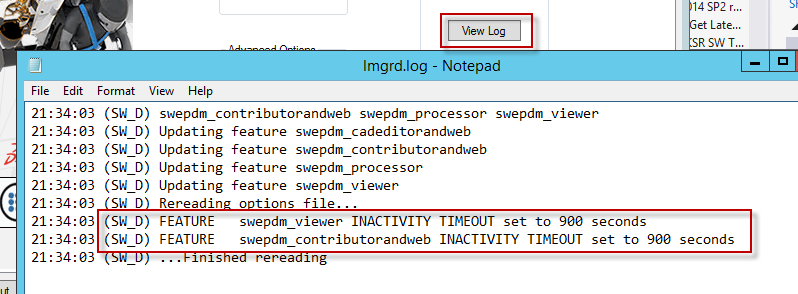 014 SP2 r...
View Log
Get Late...
KSR SW T...
Advanced Options
lmgrd.log - Notepad
File Edit Format View Help
21:34:03 (SW_D) swepdm_contributorandweb swepdm_processor swepdm_viewer
21:34:03 (SW_D) Updating feature swepdm_cadeditorandweb
21:34:03 (SW_D) Updating feature swepdm_contributorandweb
21:34:03 (SW_D) Updating feature swepdm_processor
21:34:03 (SW_D) Updating feature swepdm_viewer
21:34:03 (SW_D) Rereading options file...
21:34:03 (SW_D) FEATURE   swepdm_viewer INACTIVITY TIMEOUT set to 900 seconds
21:34:03 (SW_D) FEATURE   swepdm_contributorandweb INACTIVITY TIMEOUT set to 900 seconds
21:34:03 (SW_D) ...Finished rereading
out